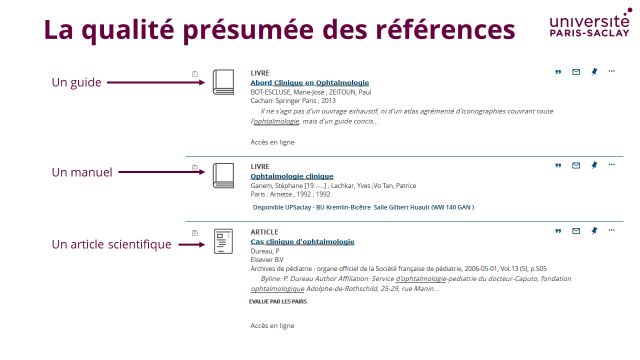 La qualité présumée des références
université
PARIS-SACLAY
Un guide
LIVRE
Abord Clinique en Ophtalmologie
BOT-ESCLUSE, Marie-José ; ZEITOUN, Paul
Cachan: Springer Paris ; 2013
Il ne s'agit pas d'un ouvrage exhaustif, ni d'un atlas agrémenté d'iconographies couvrant toute
l'ophtalmologie, mais d'un guide concis...
Accès en ligne
Un manuel
LIVRE
Ophtalmologie clinique
Ganem, Stéphane [19..-...] ; Lachkar, Yves ;Vo Tan, Patrice
Paris : Arnette , 1992 ; 1992
Disponible UPSaclay - BU Kremlin-Bicêtre Salle Gilbert Huault (WW 140 GAN )
Un article scientifique
ARTICLE
Cas clinique d'ophtalmologie
Dureau, P
Elsevier B.V
Archives de pédiatrie : organe officiel de la Société française de pédiatrie, 2006-05-01, Vol.13 (5), p.505
Byline: P. Dureau Author Affiliation: Service d'ophtalmologie-pediatrie du docteur-Caputo, fondation
ophtalmologique Adolphe-de-Rothschild, 25-29, rue Manin...
EVALUE PAR LES PAIRS
Accès en ligne